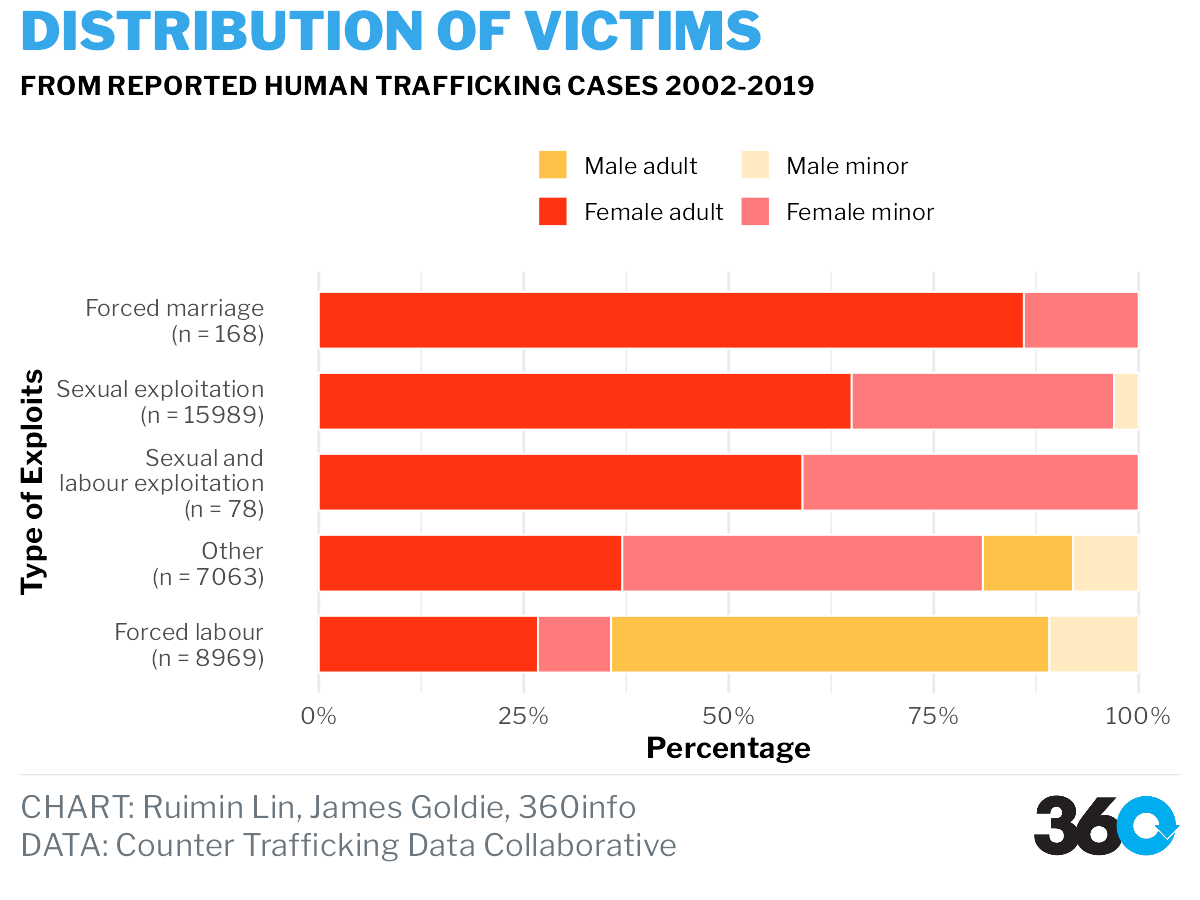 DISTRIBUTION OF VICTIMS
FROM REPORTED HUMAN TRAFFICKING CASES 2002-2019
Male adult
Male minor
Female adult
Female minor
Type of Exploits
Forced marriage
(n = 168)
Sexual exploitation
(n = 15989)
Sexual and
labour exploitation
(n = 78)
Other
(n = 7063)
Forced labour
(n = 8969)
0% 25% 50% 75% 100%
Percentage
CHART: Ruimin Lin, James Goldie, 360info
DATA: Counter Trafficking Data Collaborative
360